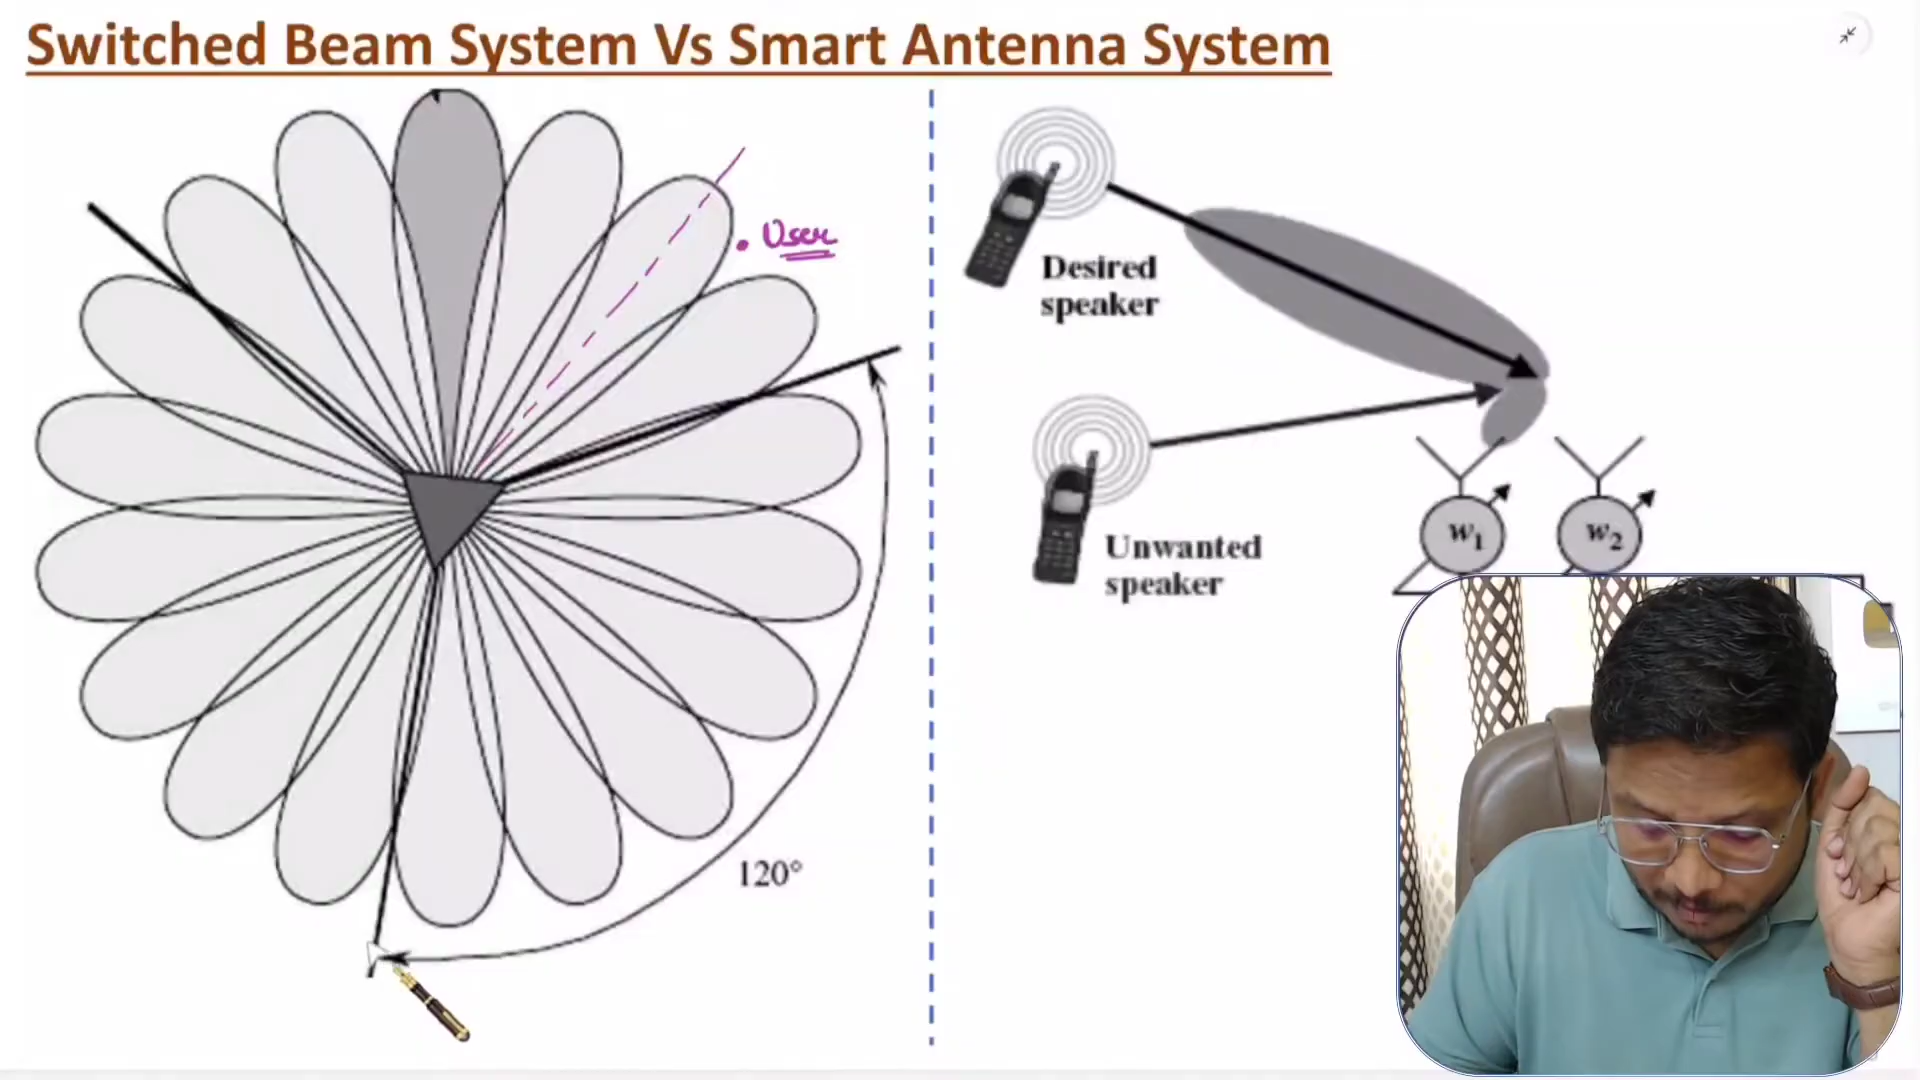 Switched Beam System Vs Smart Antenna System
User
Desired
speaker
Unwanted
speaker
w1
w2
120°